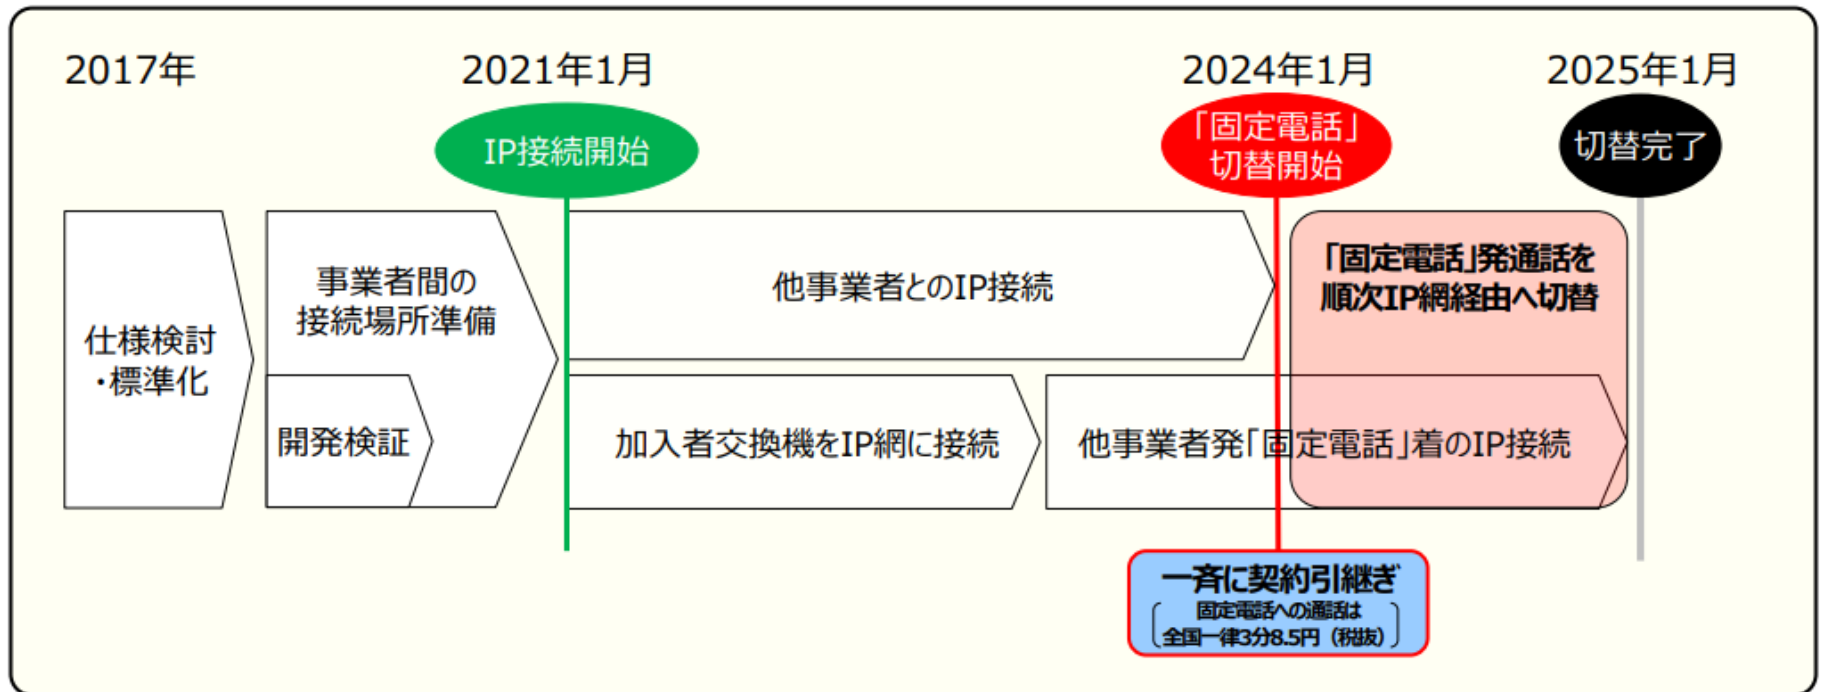 2017年
2021年1月
2024年1月
2025年1月
IP接続開始
「固定電話」
切替開始
切替完了
仕様検討
・標準化
事業者間の
接続場所準備
開発検証
他事業者とのIP接続
加入者交換機をIP網に接続
他事業者発「固定電話」着のIP接続
「固定電話」発通話を
順次IP網経由へ切替
一斉に契約引継ぎ
固定電話への通話は
全国一律3分8.5円（税抜）